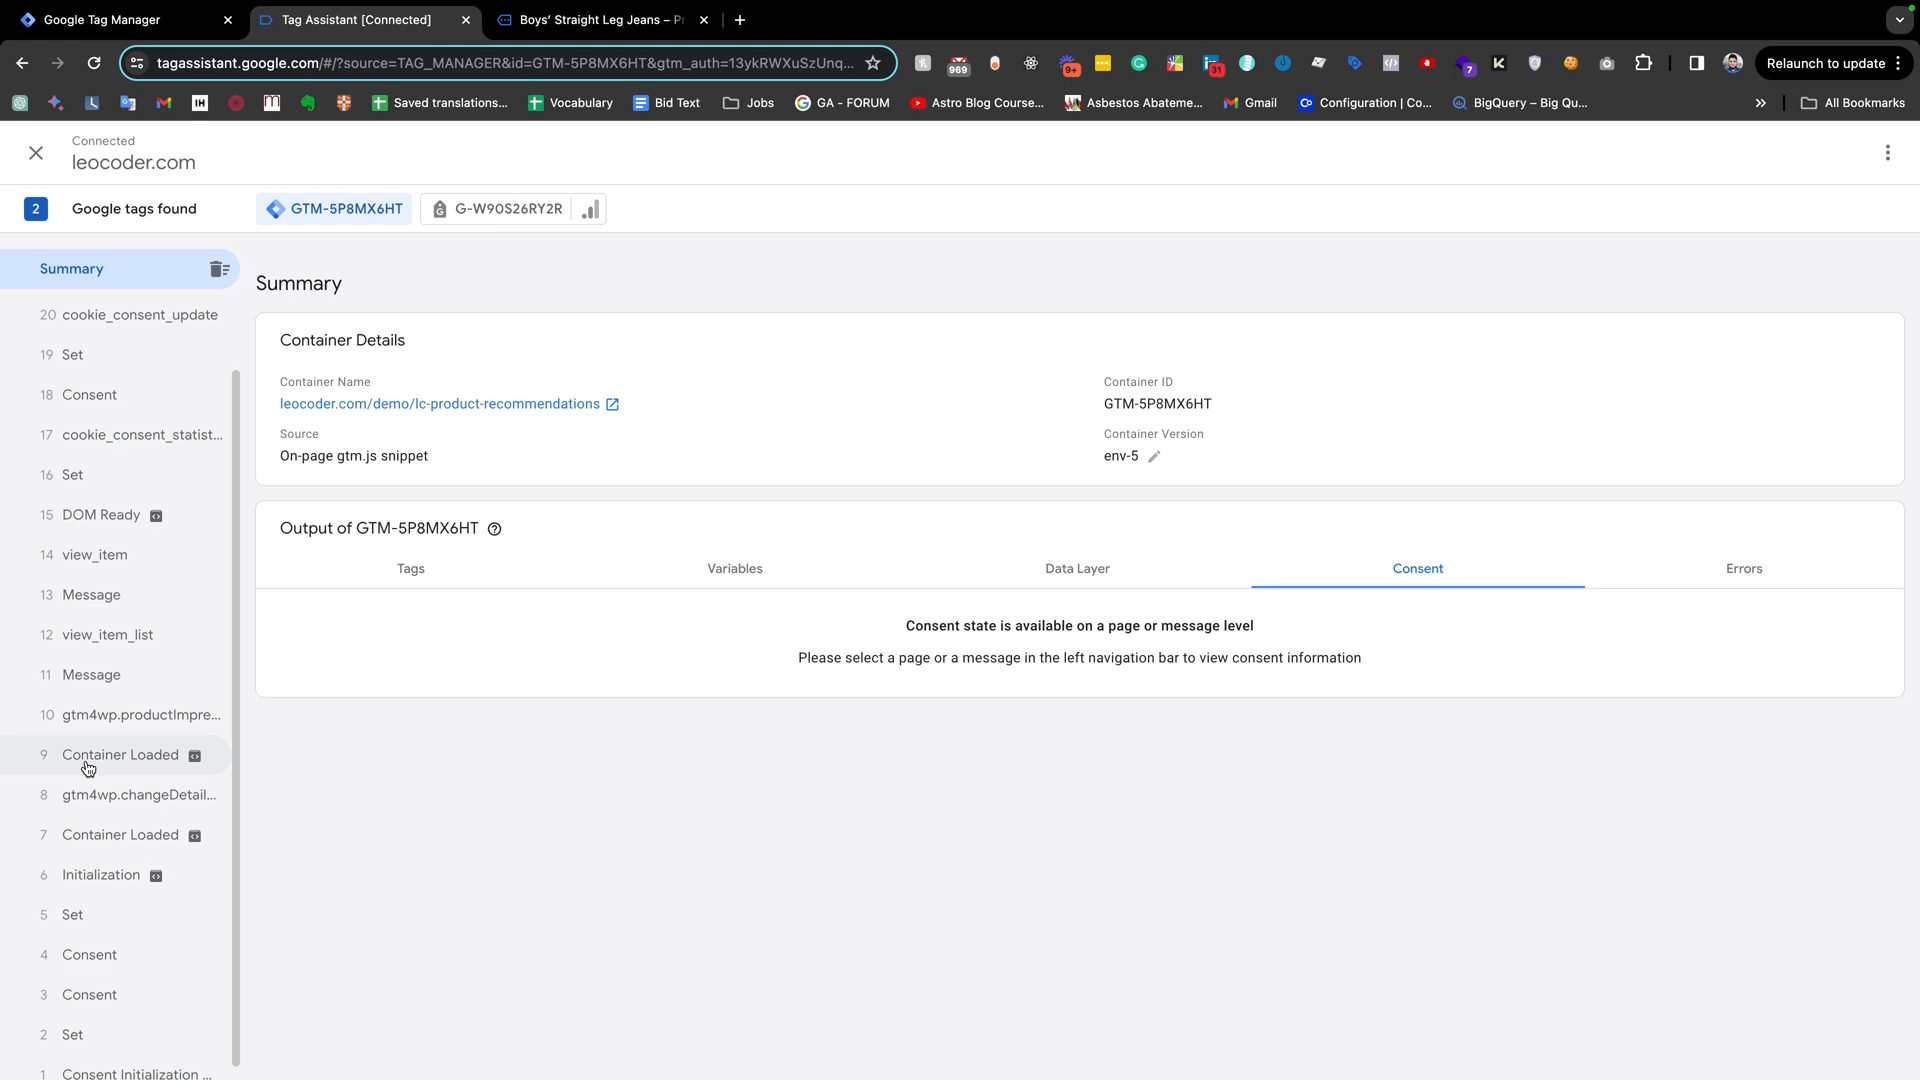 Google Tag Manager
Tag Assistant [Connected]
Boys' Straight Leg Jeans – Pr
tagassistant.google.com/#/?source=TAG_MANAGER&id=GTM-5P8MX6HT&gtm_auth=13ykRWXuSzUnq...
969
9+
31
7
Relaunch to update
Saved translations...
Vocabulary
Bid Text
Jobs
GA - FORUM
Astro Blog Course...
Asbestos Abateme...
Gmail
Configuration | Co...
BigQuery – Big Qu...
All Bookmarks
Connected
leocoder.com
2 Google tags found
GTM-5P8MX6HT
G-W90S26RY2R
Summary
20 cookie_consent_update
19 Set
18 Consent
17 cookie_consent_statist...
16 Set
15 DOM Ready
14 view_item
13 Message
12 view_item_list
11 Message
10 gtm4wp.productImpre...
9 Container Loaded
8 gtm4wp.changeDetail...
7 Container Loaded
6 Initialization
5 Set
4 Consent
3 Consent
2 Set
1 Consent Initialization ...
Summary
Container Details
Container Name
leocoder.com/demo/lc-product-recommendations
Container ID
GTM-5P8MX6HT
Source
On-page gtm.js snippet
Container Version
env-5
Output of GTM-5P8MX6HT
Tags
Variables
Data Layer
Consent
Errors
Consent state is available on a page or message level
Please select a page or a message in the left navigation bar to view consent information